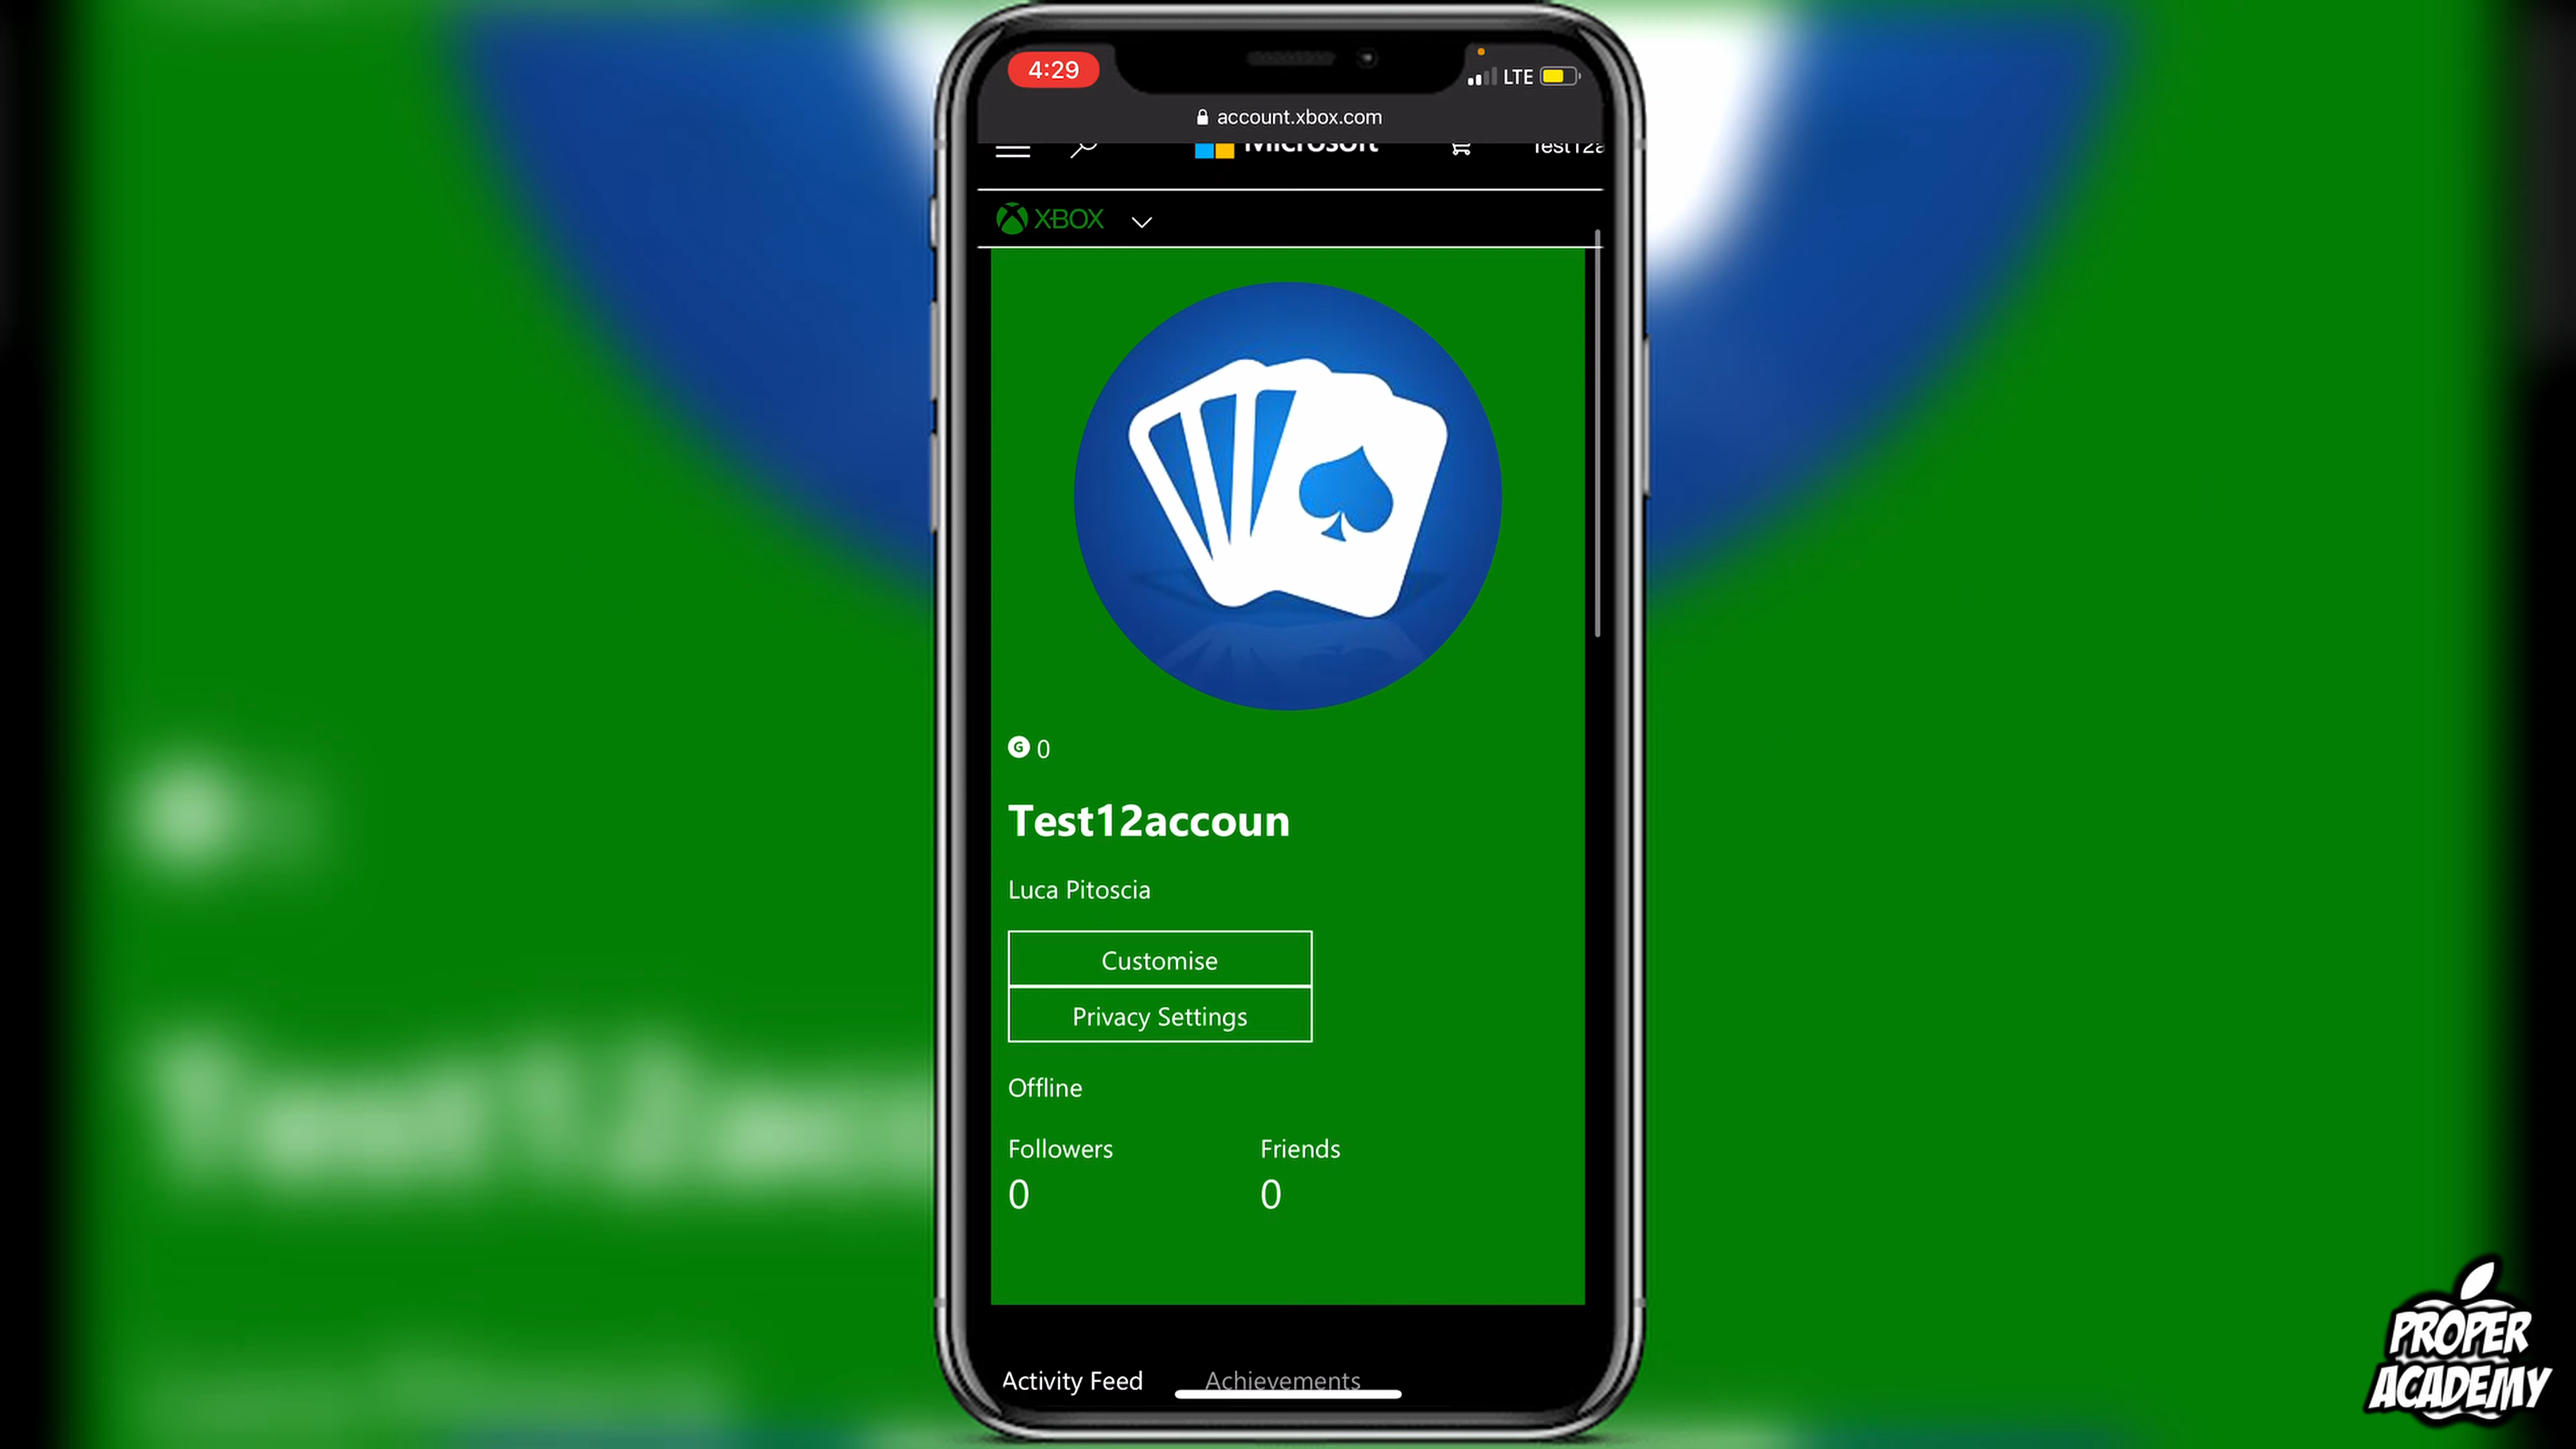 4:29
LTE
account.xbox.com
Microsoft
Test12a
XBOX
G 0
Test12accoun
Luca Pitoscia
Customise
Privacy Settings
Offline
Followers
Friends
0
0
Activity Feed
Achievements
PROPER
ACADEMY